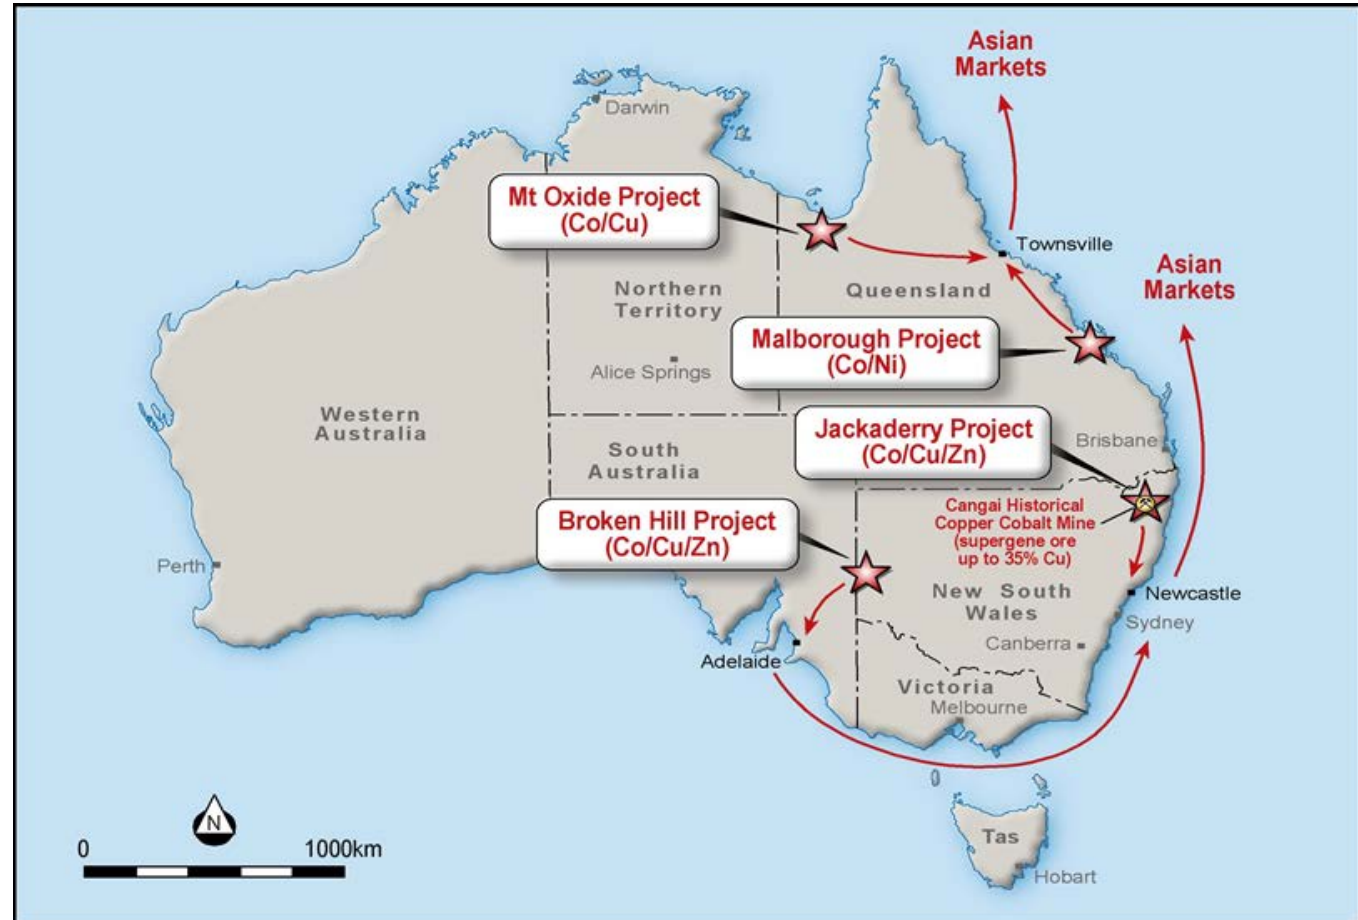 Asian
Markets
Darwin
Mt Oxide Project
(Co/Cu)
Townsville
Asian
Markets
Northern
Territory
Queensland
Malborough Project
(Co/Ni)
Alice Springs
Western
Australia
Jackaderry Project
(Co/Cu/Zn)
Brisbane
South
Australia
Cangai Historical
Copper Cobalt Mine
(supergene ore
up to 35% Cu)
Broken Hill Project
(Co/Cu/Zn)
Perth
New South
Wales
Newcastle
Sydney
Canberra
Adelaide
Victoria
Melbourne
N
0 1000km
Tas
Hobart